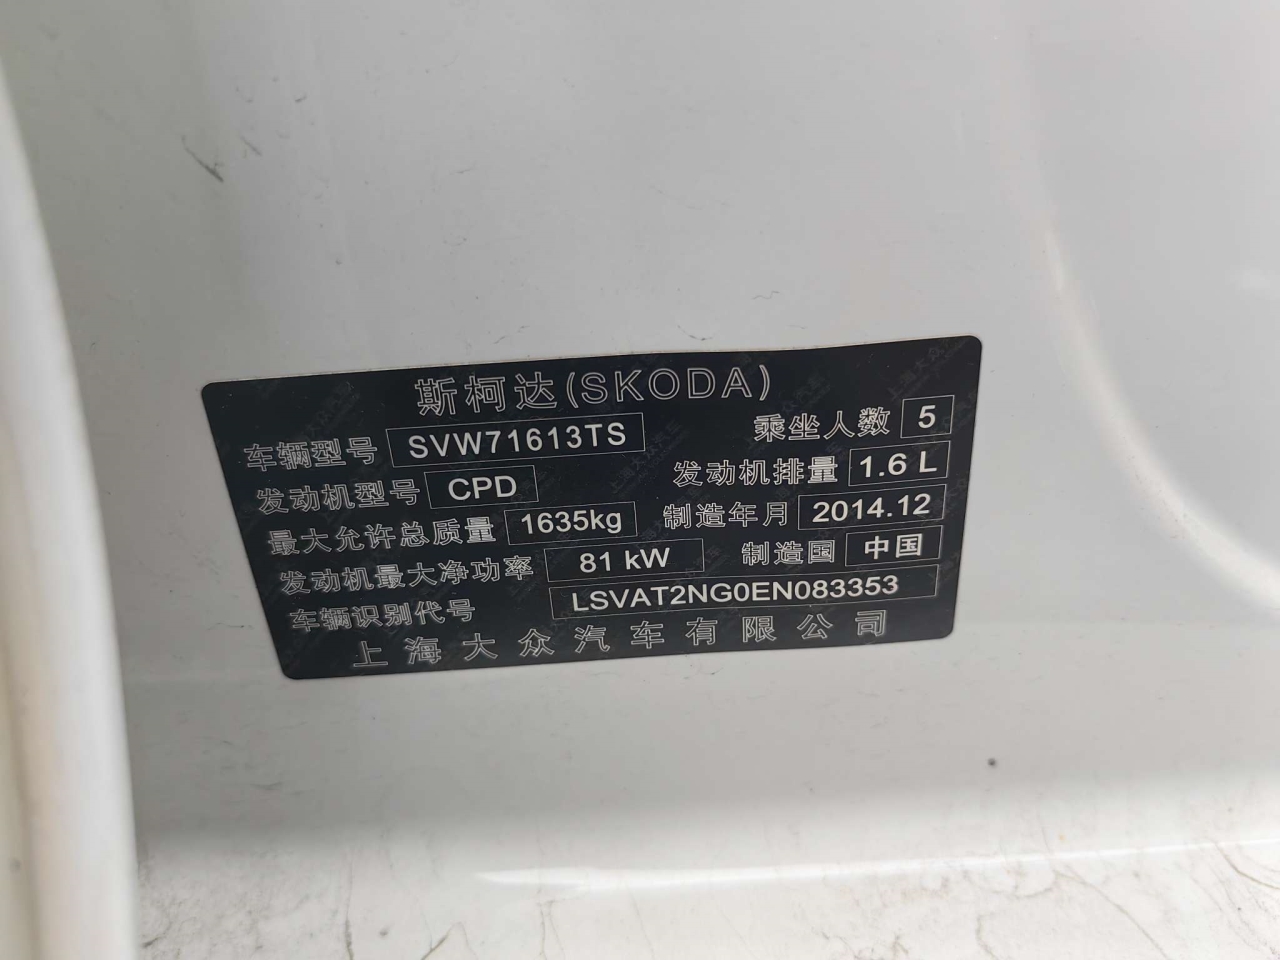 斯柯达(SKODA)
车辆型号 SVW71613TS 乘坐人数 5
发动机型号 CPD 发动机排量 1.6 L
最大允许总质量 1635kg 制造年月 2014.12
发动机最大净功率 81 kW 制造国 中国
车辆识别代号 LSVAT2NG0EN083353
上海大众汽车有限公司